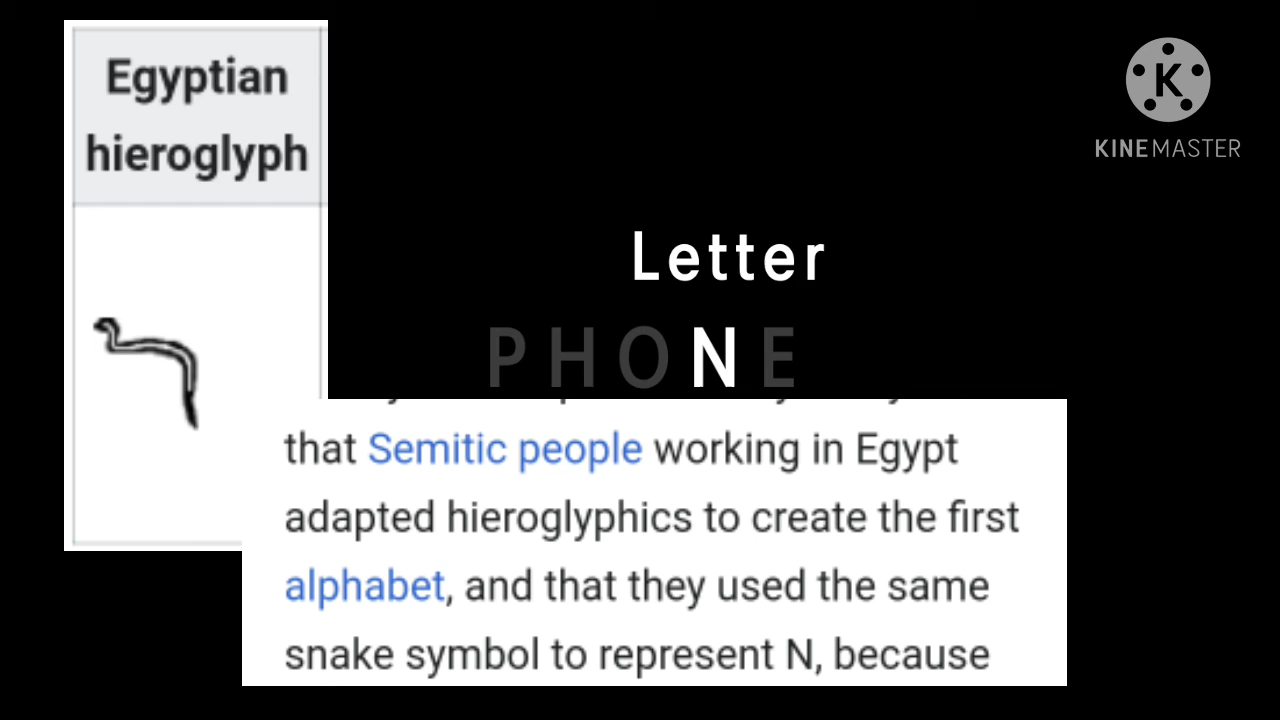 Egyptian
hieroglyph
KINEMASTER
Letter
PHONE
that Semitic people working in Egypt
adapted hieroglyphics to create the first
alphabet, and that they used the same
snake symbol to represent N, because